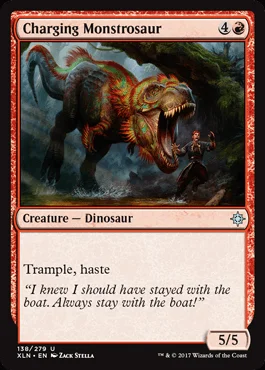 Charging Monstrosaur 4
Creature — Dinosaur
Trample, haste
"I knew I should have stayed with the
boat. Always stay with the boat!"
5/5
138/279 U
XLN • EN Zack Stella
™ & © 2017 Wizards of the Coast